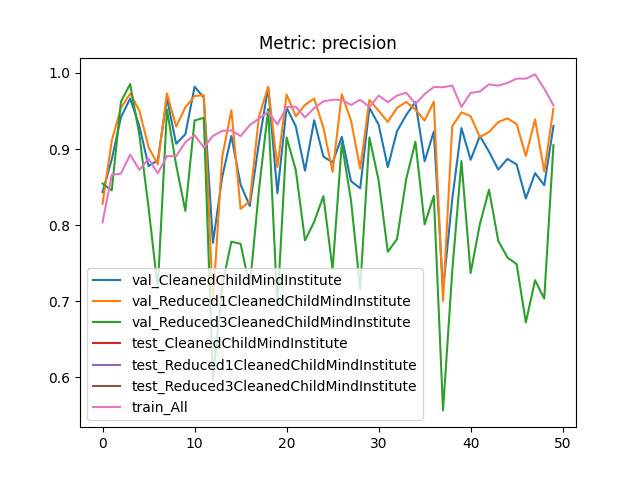 Metric: precision
1.0
0.9
0.8
0.7
0.6
val_CleanedChildMindInstitute
val_Reduced1CleanedChildMindInstitute
val_Reduced3CleanedChildMindInstitute
test_CleanedChildMindInstitute
test_Reduced1CleanedChildMindInstitute
test_Reduced3CleanedChildMindInstitute
train_All
0 10 20 30 40 50